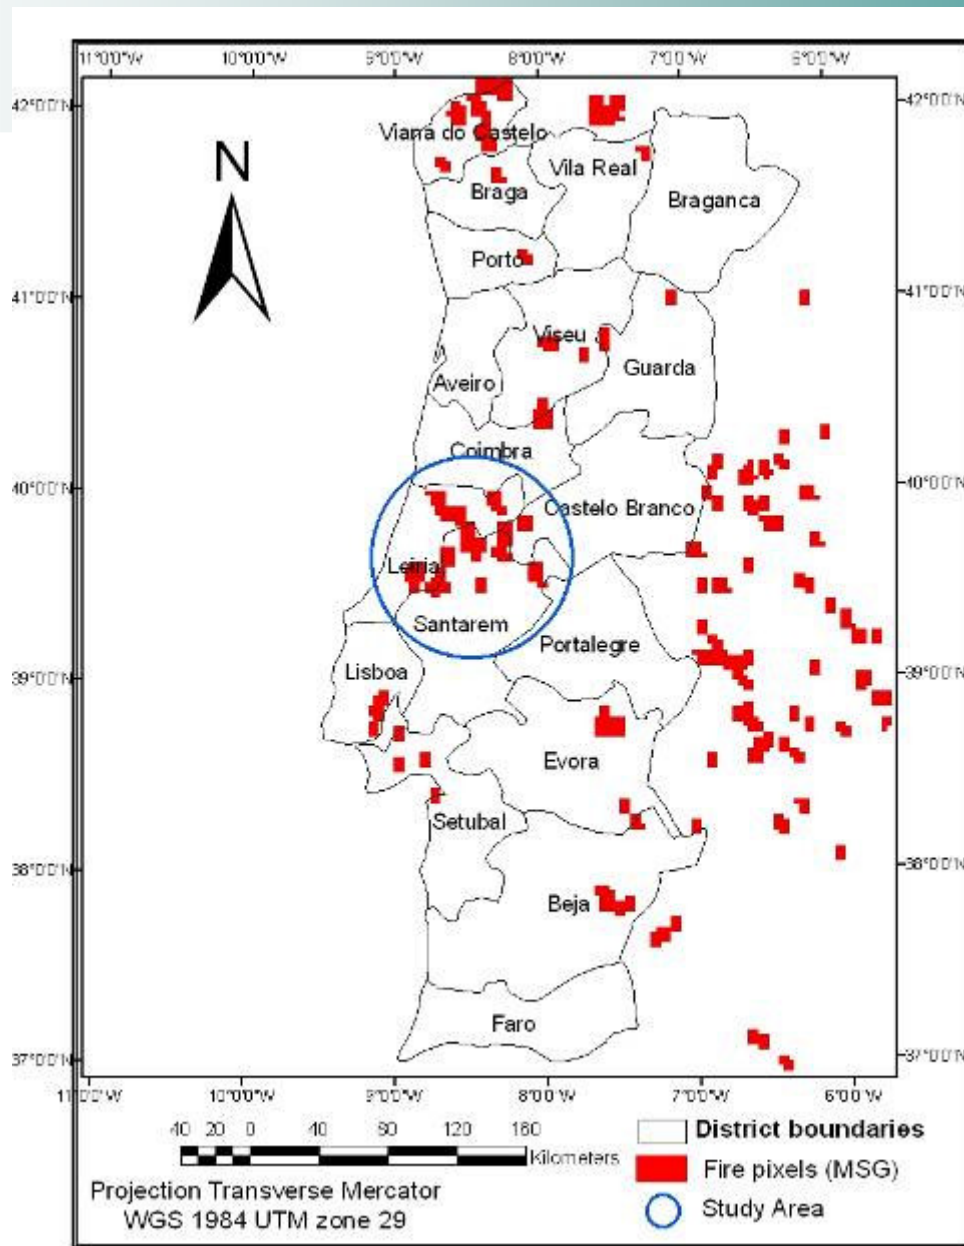 11°0'0"W 10°0'0"W 9°0'0"W 8°0'0"W 7°0'0"W 6°0'0"W
42°0'0"N 42°0'0"N
Viana do Castelo
N
Vila Real
Braga
Braganca
Porto
41°0'0"N 41°0'0"N
Viseu
Guarda
Aveiro
Coimbra
40°0'0"N 40°0'0"N
Castelo Branco
Leiria
Santarem
Portalegre
Lisboa
39°0'0"N 39°0'0"N
Evora
Setubal
38°0'0"N 38°0'0"N
Beja
Faro
37°0'0"N 37°0'0"N
11°0'0"W 10°0'0"W 9°0'0"W 8°0'0"W 7°0'0"W 6°0'0"W
40 20 0 40 80 120 160
Kilometers
District boundaries
Fire pixels (MSG)
Study Area
Projection Transverse Mercator
WGS 1984 UTM zone 29